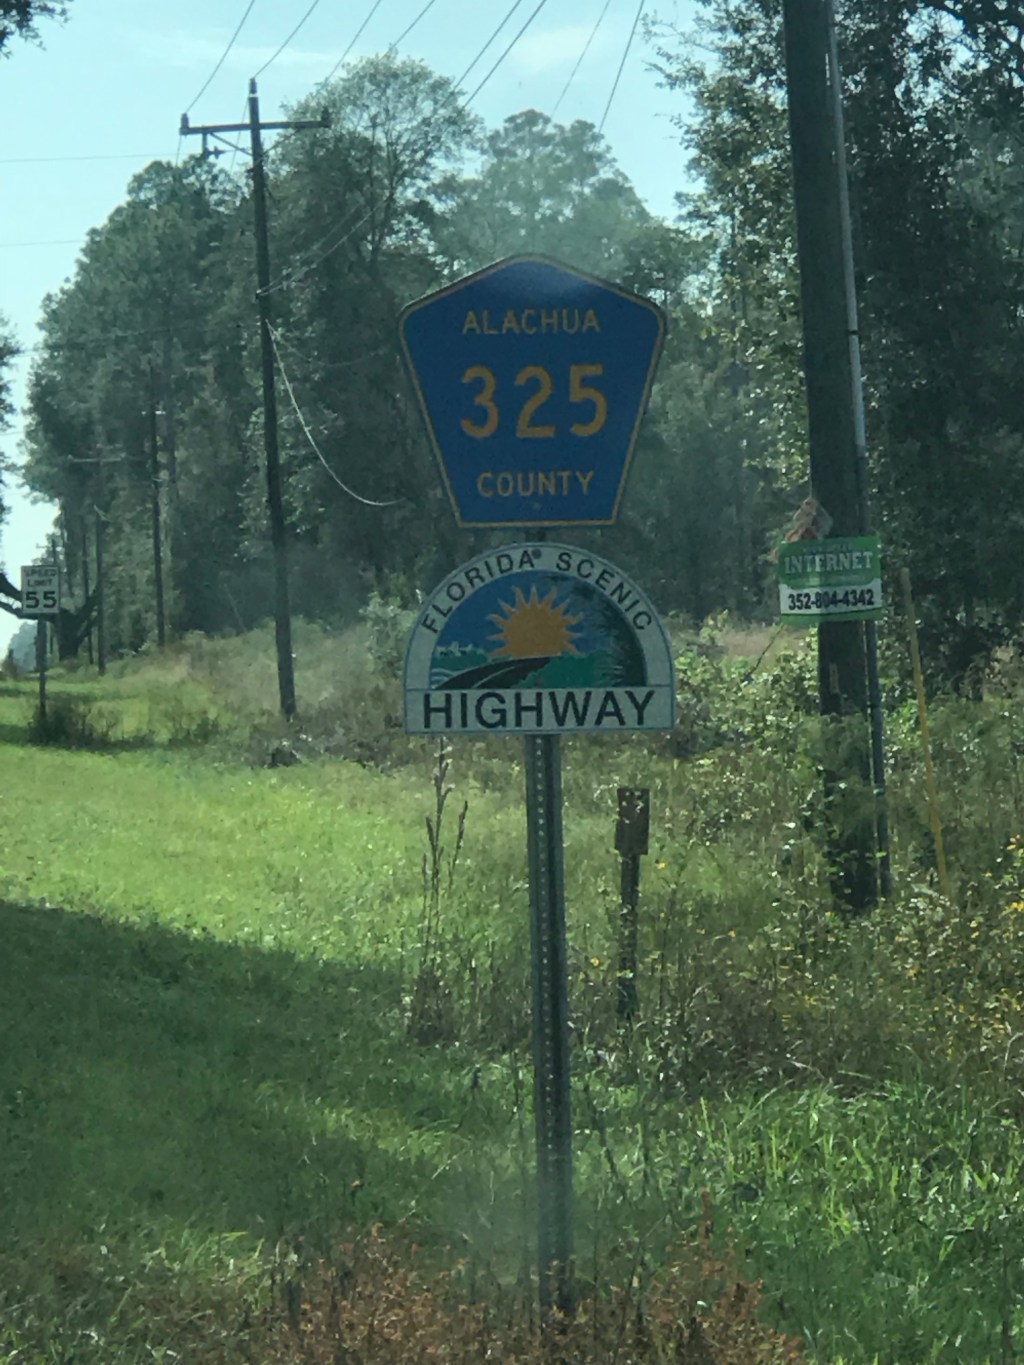 ALACHUA
325
COUNTY
FLORIDA® SCENIC
HIGHWAY
SPEED
LIMIT
55
INTERNET
352-804-4342